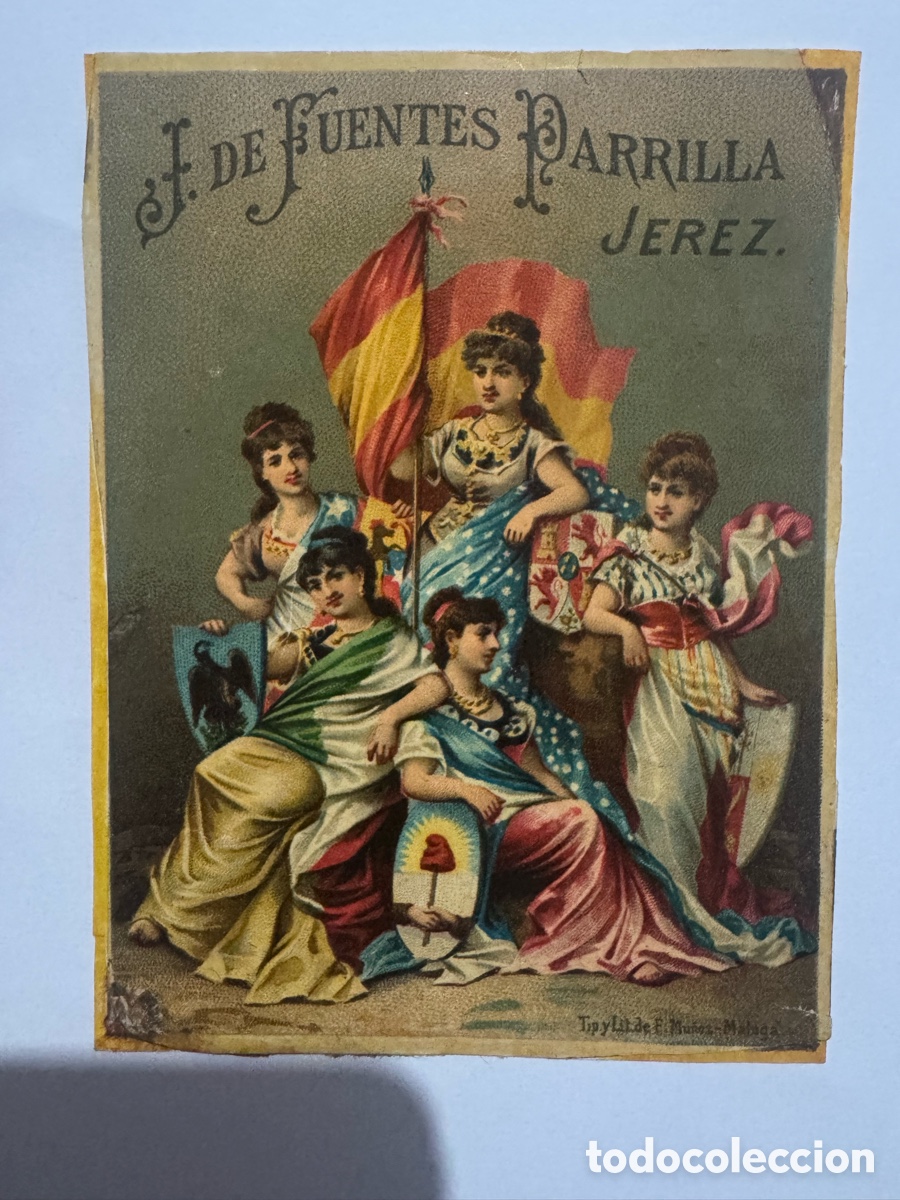 J. DE FUENTES PARRILLA
JEREZ.
Tip. y Lit. de F. Muñoz-Malaga
todocoleccion